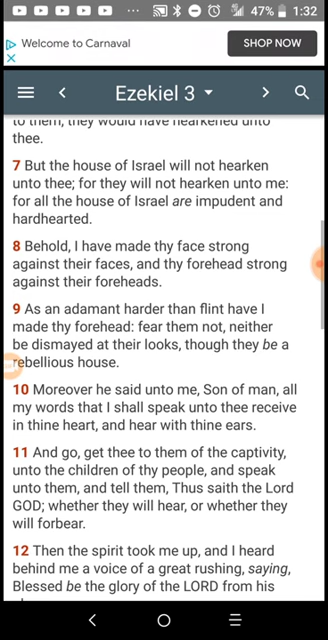 47% 1:32
Welcome to Carnaval
SHOP NOW
Ezekiel 3
to them, they would have hearkened unto
thee.
7 But the house of Israel will not hearken
unto thee; for they will not hearken unto me:
for all the house of Israel are impudent and
hardhearted.
8 Behold, I have made thy face strong
against their faces, and thy forehead strong
against their foreheads.
9 As an adamant harder than flint have I
made thy forehead: fear them not, neither
be dismayed at their looks, though they be a
rebellious house.
10 Moreover he said unto me, Son of man, all
my words that I shall speak unto thee receive
in thine heart, and hear with thine ears.
11 And go, get thee to them of the captivity,
unto the children of thy people, and speak
unto them, and tell them, Thus saith the Lord
GOD; whether they will hear, or whether they
will forbear.
12 Then the spirit took me up, and I heard
behind me a voice of a great rushing, saying,
Blessed be the glory of the LORD from his